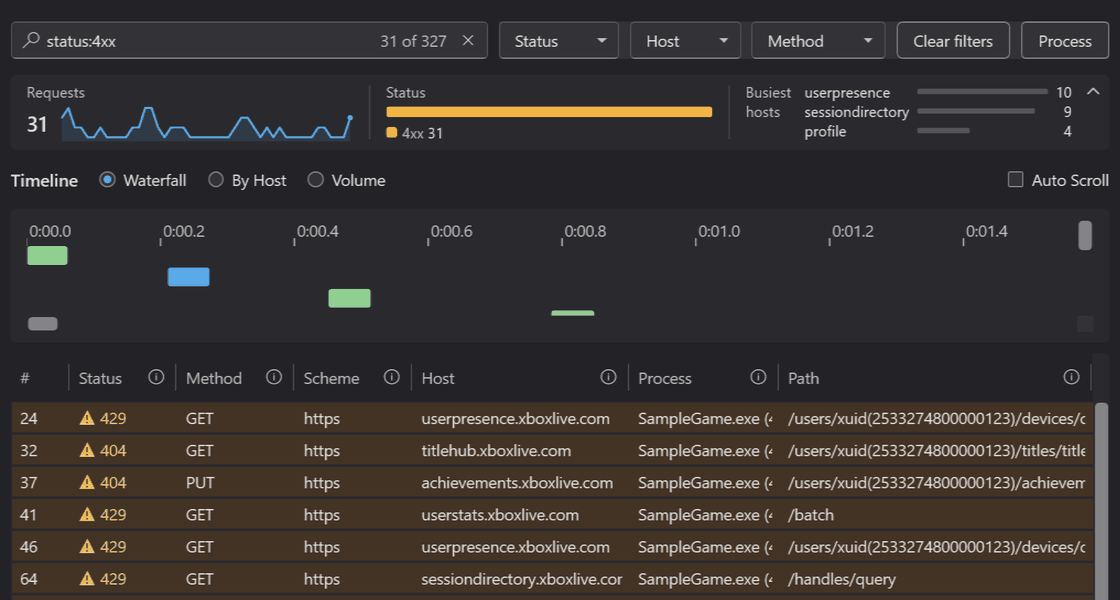 status:4xx 31 of 327 Status Host Method Clear filters Process
Requests Status Busiest hosts userpresence 10
31 sessiondirectory 9
4xx 31 profile 4
Timeline Waterfall By Host Volume Auto Scroll
0:00.0 0:00.2 0:00.4 0:00.6 0:00.8 0:01.0 0:01.2 0:01.4
# Status Method Scheme Host Process Path
24 429 GET https userpresence.xboxlive.com SampleGame.exe ( /users/xuid(2533274800000123)/devices/c
32 404 GET https titlehub.xboxlive.com SampleGame.exe ( /users/xuid(2533274800000123)/titles/title
37 404 PUT https achievements.xboxlive.com SampleGame.exe ( /users/xuid(2533274800000123)/achievem
41 429 GET https userstats.xboxlive.com SampleGame.exe ( /batch
46 429 GET https userpresence.xboxlive.com SampleGame.exe ( /users/xuid(2533274800000123)/devices/c
64 429 GET https sessiondirectory.xboxlive.cor SampleGame.exe ( /handles/query